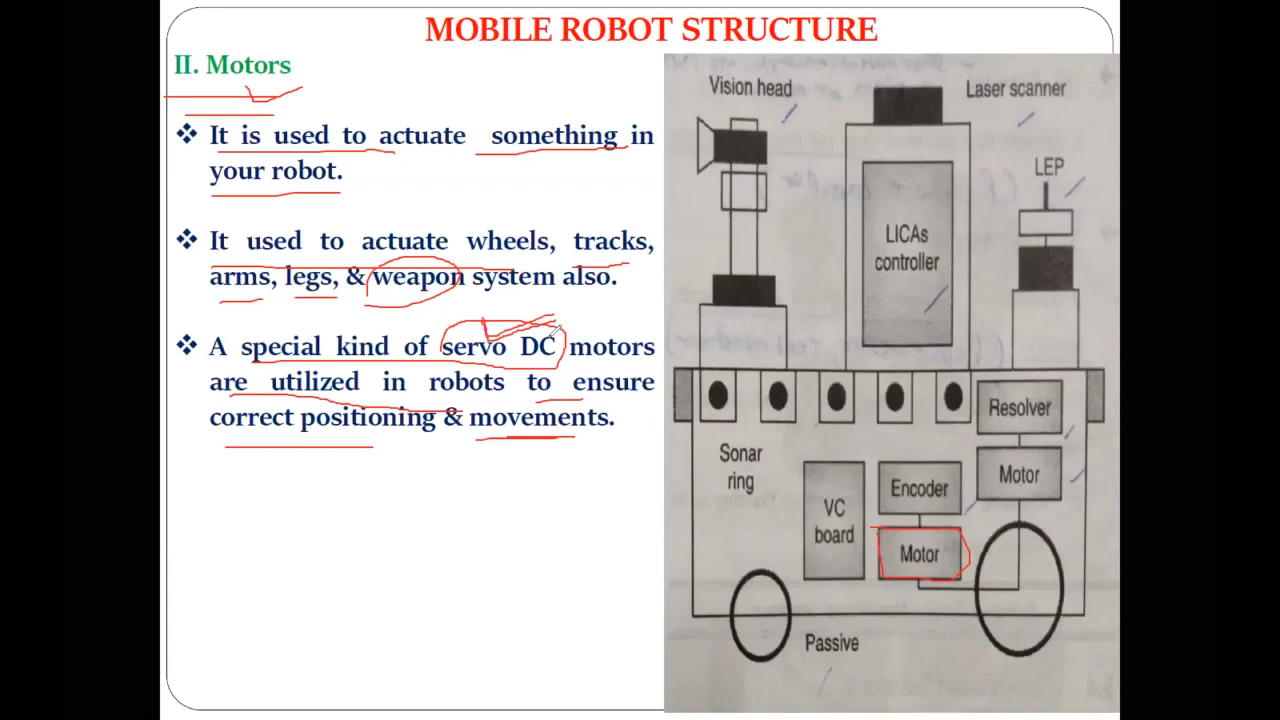 MOBILE ROBOT STRUCTURE
II. Motors
❖ It is used to actuate something in
your robot.
❖ It used to actuate wheels, tracks,
arms, legs, & weapon system also.
❖ A special kind of servo DC motors
are utilized in robots to ensure
correct positioning & movements.
Vision head
Laser scanner
LEP
LICAs
controller
Resolver
Sonar
ring
Motor
Encoder
VC
board
Motor
Passive